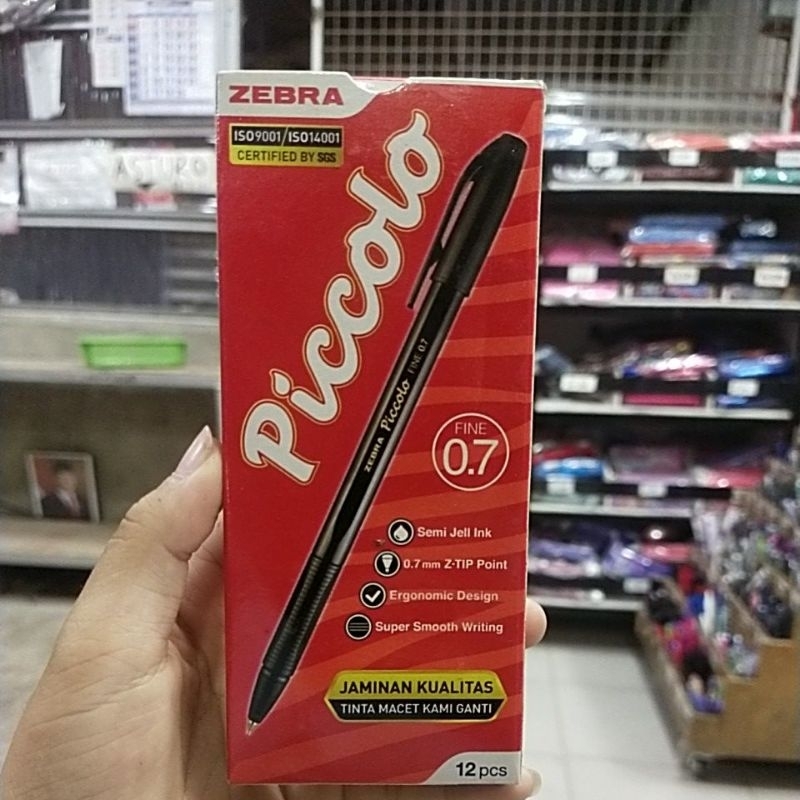 ZEBRA
ISO9001/ISO14001
CERTIFIED BY SGS
Piccolo
ZEBRA Piccolo FINE 0.7
FINE
0.7
Semi Jell Ink
0.7mm Z-TIP Point
Ergonomic Design
Super Smooth Writing
JAMINAN KUALITAS
TINTA MACET KAMI GANTI
12 pcs
ASTURO